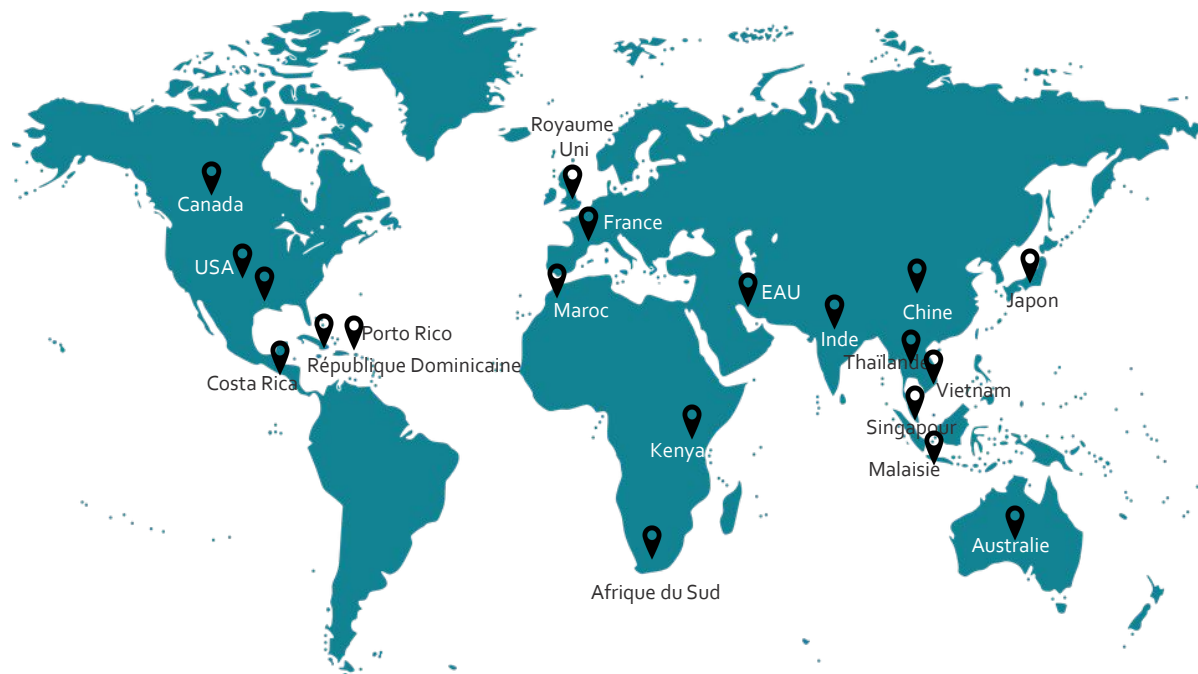 Royaume
Uni
Canada
France
USA
EAU
Maroc
Chine
Japon
Inde
Porto Rico
République Dominicaine
Costa Rica
Thaïlande
Vietnam
Singapour
Kenya
Malaisie
Australie
Afrique du Sud